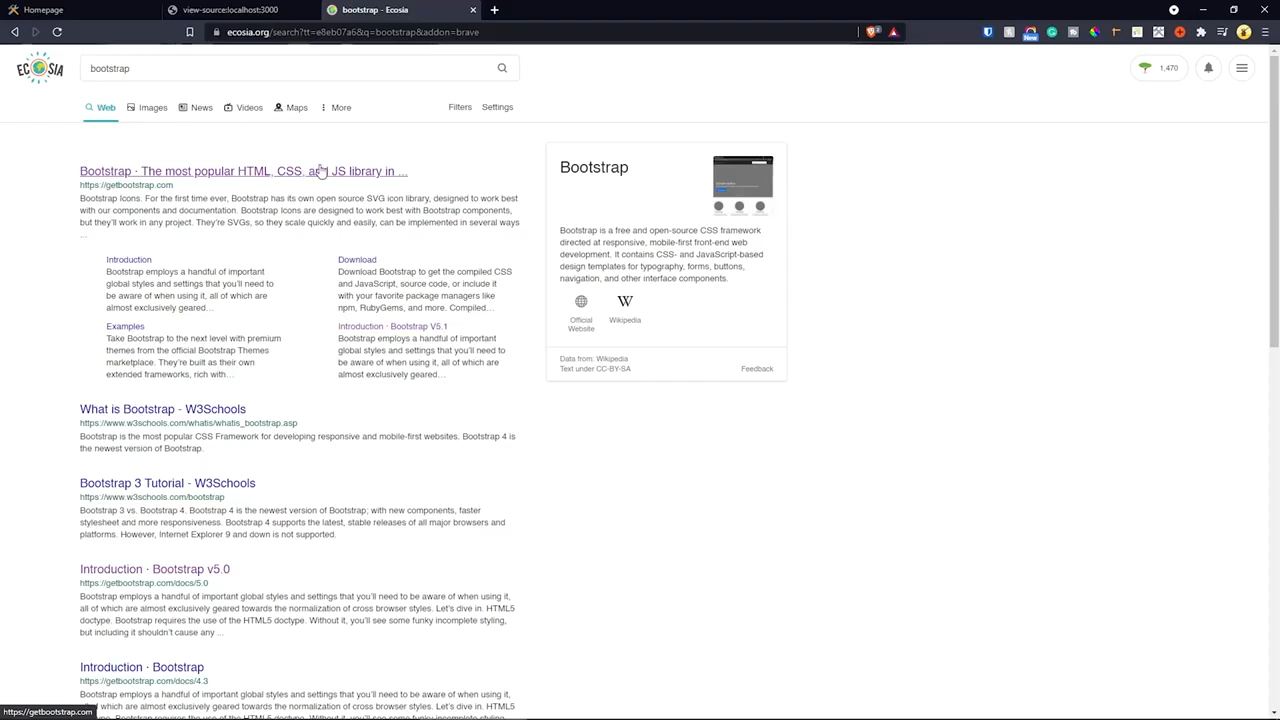 Homepage
view-source:localhost:3000
bootstrap - Ecosia
ecosia.org/search?tt=e8eb07a6&q=bootstrap&addon=brave
New
ECOSIA
bootstrap
1,470
Web
Images
News
Videos
Maps
More
Filters
Settings
Bootstrap · The most popular HTML, CSS, and JS library in ...
https://getbootstrap.com
Bootstrap Icons. For the first time ever, Bootstrap has its own open source SVG icon library, designed to work best
with our components and documentation. Bootstrap Icons are designed to work best with Bootstrap components,
but they'll work in any project. They're SVGs, so they scale quickly and easily, can be implemented in several ways
...
Introduction
Bootstrap employs a handful of important
global styles and settings that you'll need to
be aware of when using it, all of which are
almost exclusively geared…
Download
Download Bootstrap to get the compiled CSS
and JavaScript, source code, or include it
with your favorite package managers like
npm, RubyGems, and more. Compiled…
Examples
Take Bootstrap to the next level with premium
themes from the official Bootstrap Themes
marketplace. They're built as their own
extended frameworks, rich with…
Introduction · Bootstrap V5.1
Bootstrap employs a handful of important
global styles and settings that you'll need to
be aware of when using it, all of which are
almost exclusively geared…
What is Bootstrap - W3Schools
https://www.w3schools.com/whatis/whatis_bootstrap.asp
Bootstrap is the most popular CSS Framework for developing responsive and mobile-first websites. Bootstrap 4 is
the newest version of Bootstrap.
Bootstrap 3 Tutorial - W3Schools
https://www.w3schools.com/bootstrap
Bootstrap 3 vs. Bootstrap 4. Bootstrap 4 is the newest version of Bootstrap; with new components, faster
stylesheet and more responsiveness. Bootstrap 4 supports the latest, stable releases of all major browsers and
platforms. However, Internet Explorer 9 and down is not supported.
Introduction · Bootstrap v5.0
https://getbootstrap.com/docs/5.0
Bootstrap employs a handful of important global styles and settings that you'll need to be aware of when using it,
all of which are almost exclusively geared towards the normalization of cross browser styles. Let's dive in. HTML5
doctype. Bootstrap requires the use of the HTML5 doctype. Without it, you'll see some funky incomplete styling,
but including it shouldn't cause any ...
Introduction · Bootstrap
https://getbootstrap.com/docs/4.3
Bootstrap employs a handful of important global styles and settings that you'll need to be aware of when using it,
all of which are almost exclusively geared towards the normalization of cross browser styles. Let's dive in. HTML5
doctype. Bootstrap requires the use of the HTML5 doctype. Without it, you'll see some funky incomplete styling,
https://getbootstrap.com
Bootstrap
Bootstrap is a free and open-source CSS framework
directed at responsive, mobile-first front-end web
development. It contains CSS- and JavaScript-based
design templates for typography, forms, buttons,
navigation, and other interface components.
W
Official
Website
Wikipedia
Data from: Wikipedia
Text under CC-BY-SA
Feedback